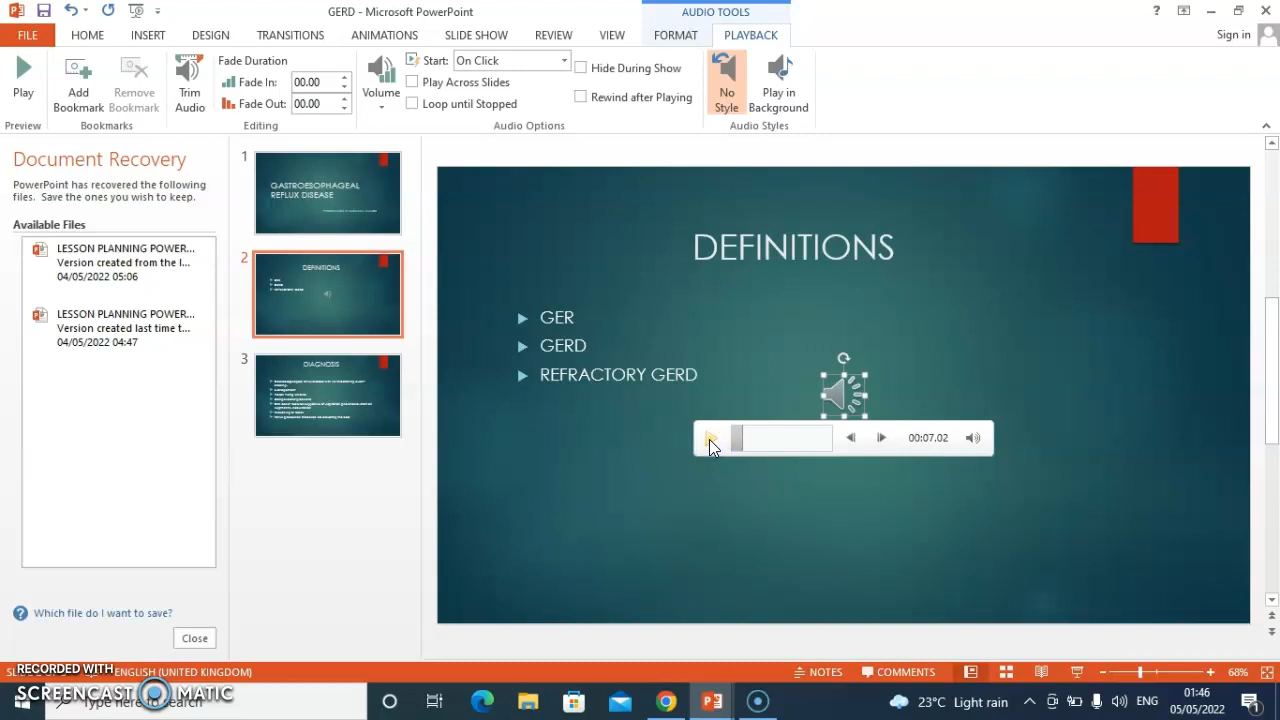 GERD - Microsoft PowerPoint
AUDIO TOOLS
?
FILE
HOME
INSERT
DESIGN
TRANSITIONS
ANIMATIONS
SLIDE SHOW
REVIEW
VIEW
FORMAT
PLAYBACK
Sign in
Play
Add Bookmark
Remove Bookmark
Trim Audio
Fade Duration
Fade In: 00.00
Fade Out: 00.00
Volume
Start: On Click
Play Across Slides
Loop until Stopped
Hide During Show
Rewind after Playing
No Style
Play in Background
Preview
Bookmarks
Editing
Audio Options
Audio Styles
Document Recovery
PowerPoint has recovered the following
files. Save the ones you wish to keep.
Available Files
LESSON PLANNING POWER...
Version created from the l...
04/05/2022 05:06
LESSON PLANNING POWER...
Version created last time t...
04/05/2022 04:47
Which file do I want to save?
Close
1
GASTROESOPHAGEAL
REFLUX DISEASE
2
DEFINITIONS
3
DIAGNOSIS
DEFINITIONS
GER
GERD
REFRACTORY GERD
00:07.02
ENGLISH (UNITED KINGDOM)
NOTES
COMMENTS
68%
RECORDED WITH
SCREENCAST-O-MATIC
Type here to search
23°C Light rain
ENG
01:46
05/05/2022
1